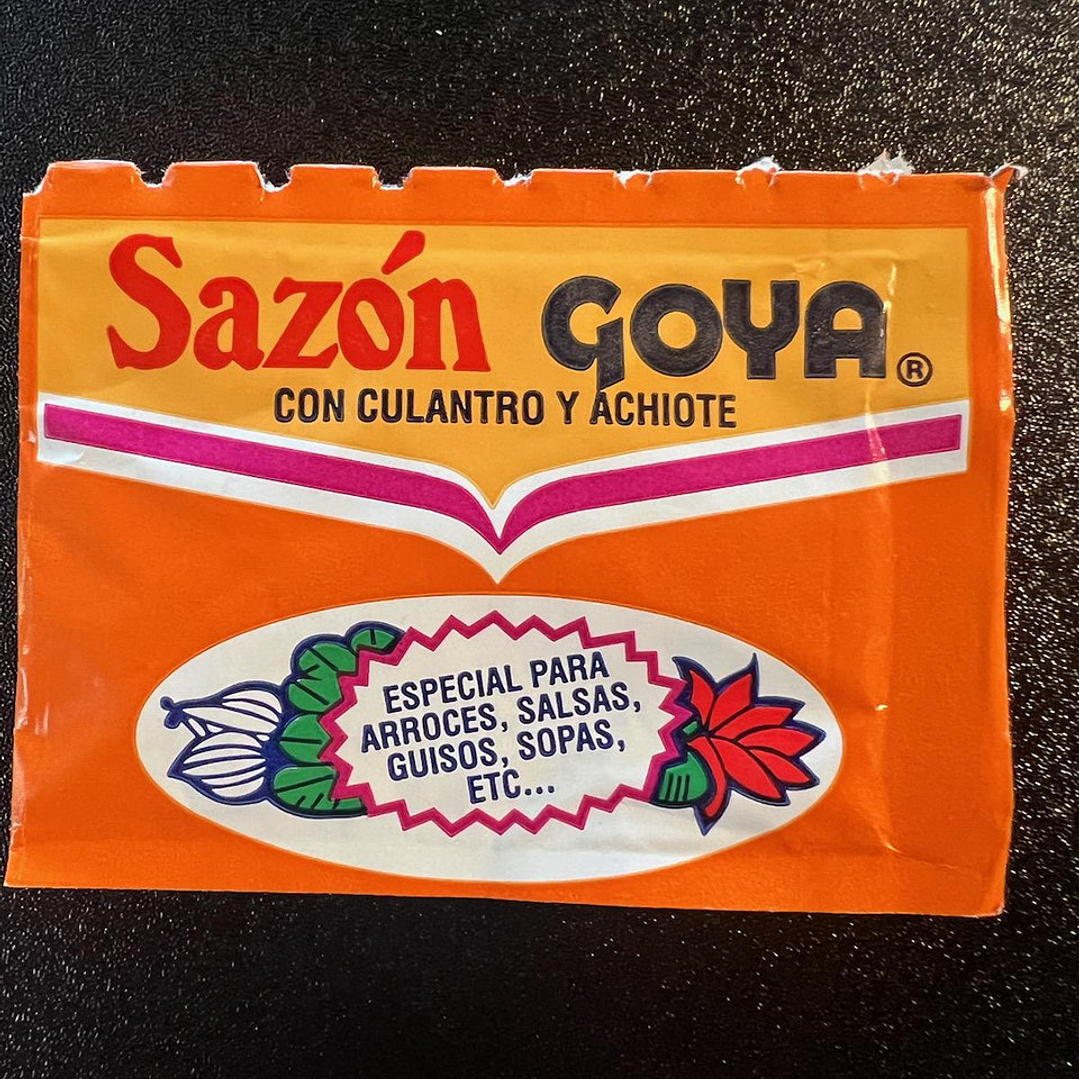 Sazón GOYA®
CON CULANTRO Y ACHIOTE
ESPECIAL PARA
ARROCES, SALSAS,
GUISOS, SOPAS,
ETC...